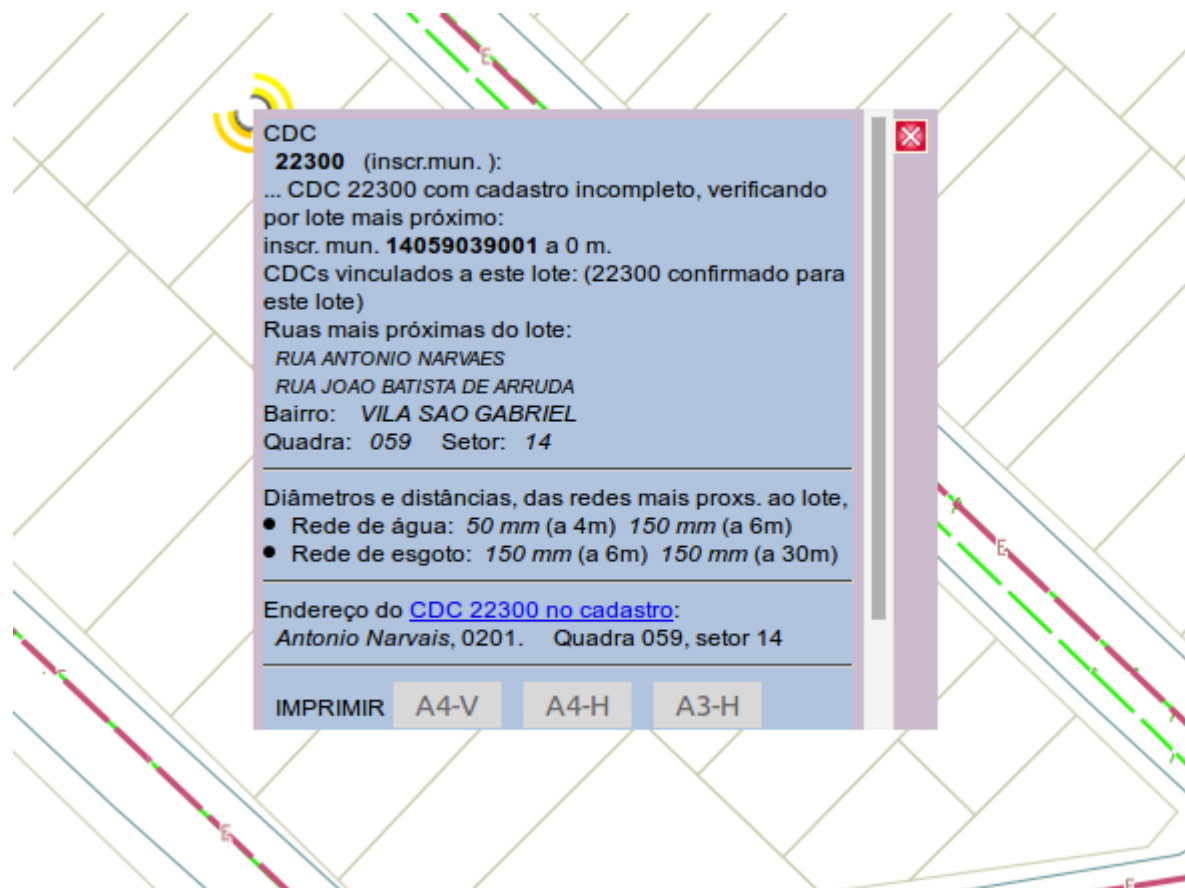 E
CDC
22300 (inscr.mun. ):
... CDC 22300 com cadastro incompleto, verificando
por lote mais próximo:
inscr. mun. 14059039001 a 0 m.
CDCs vinculados a este lote: (22300 confirmado para
este lote)
Ruas mais próximas do lote:
RUA ANTONIO NARVAES
RUA JOAO BATISTA DE ARRUDA
Bairro: VILA SAO GABRIEL
Quadra: 059 Setor: 14
Diâmetros e distâncias, das redes mais proxs. ao lote,
● Rede de água: 50 mm (a 4m) 150 mm (a 6m)
● Rede de esgoto: 150 mm (a 6m) 150 mm (a 30m)
E
Endereço do CDC 22300 no cadastro:
Antonio Narvais, 0201. Quadra 059, setor 14
IMPRIMIR A4-V A4-H A3-H
E
E